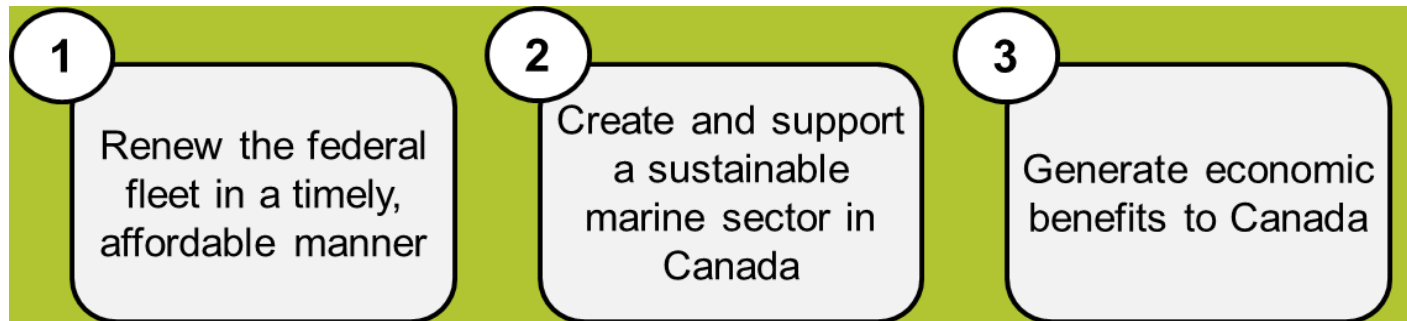 1
Renew the federal
fleet in a timely,
affordable manner
2
Create and support
a sustainable
marine sector in
Canada
3
Generate economic
benefits to Canada